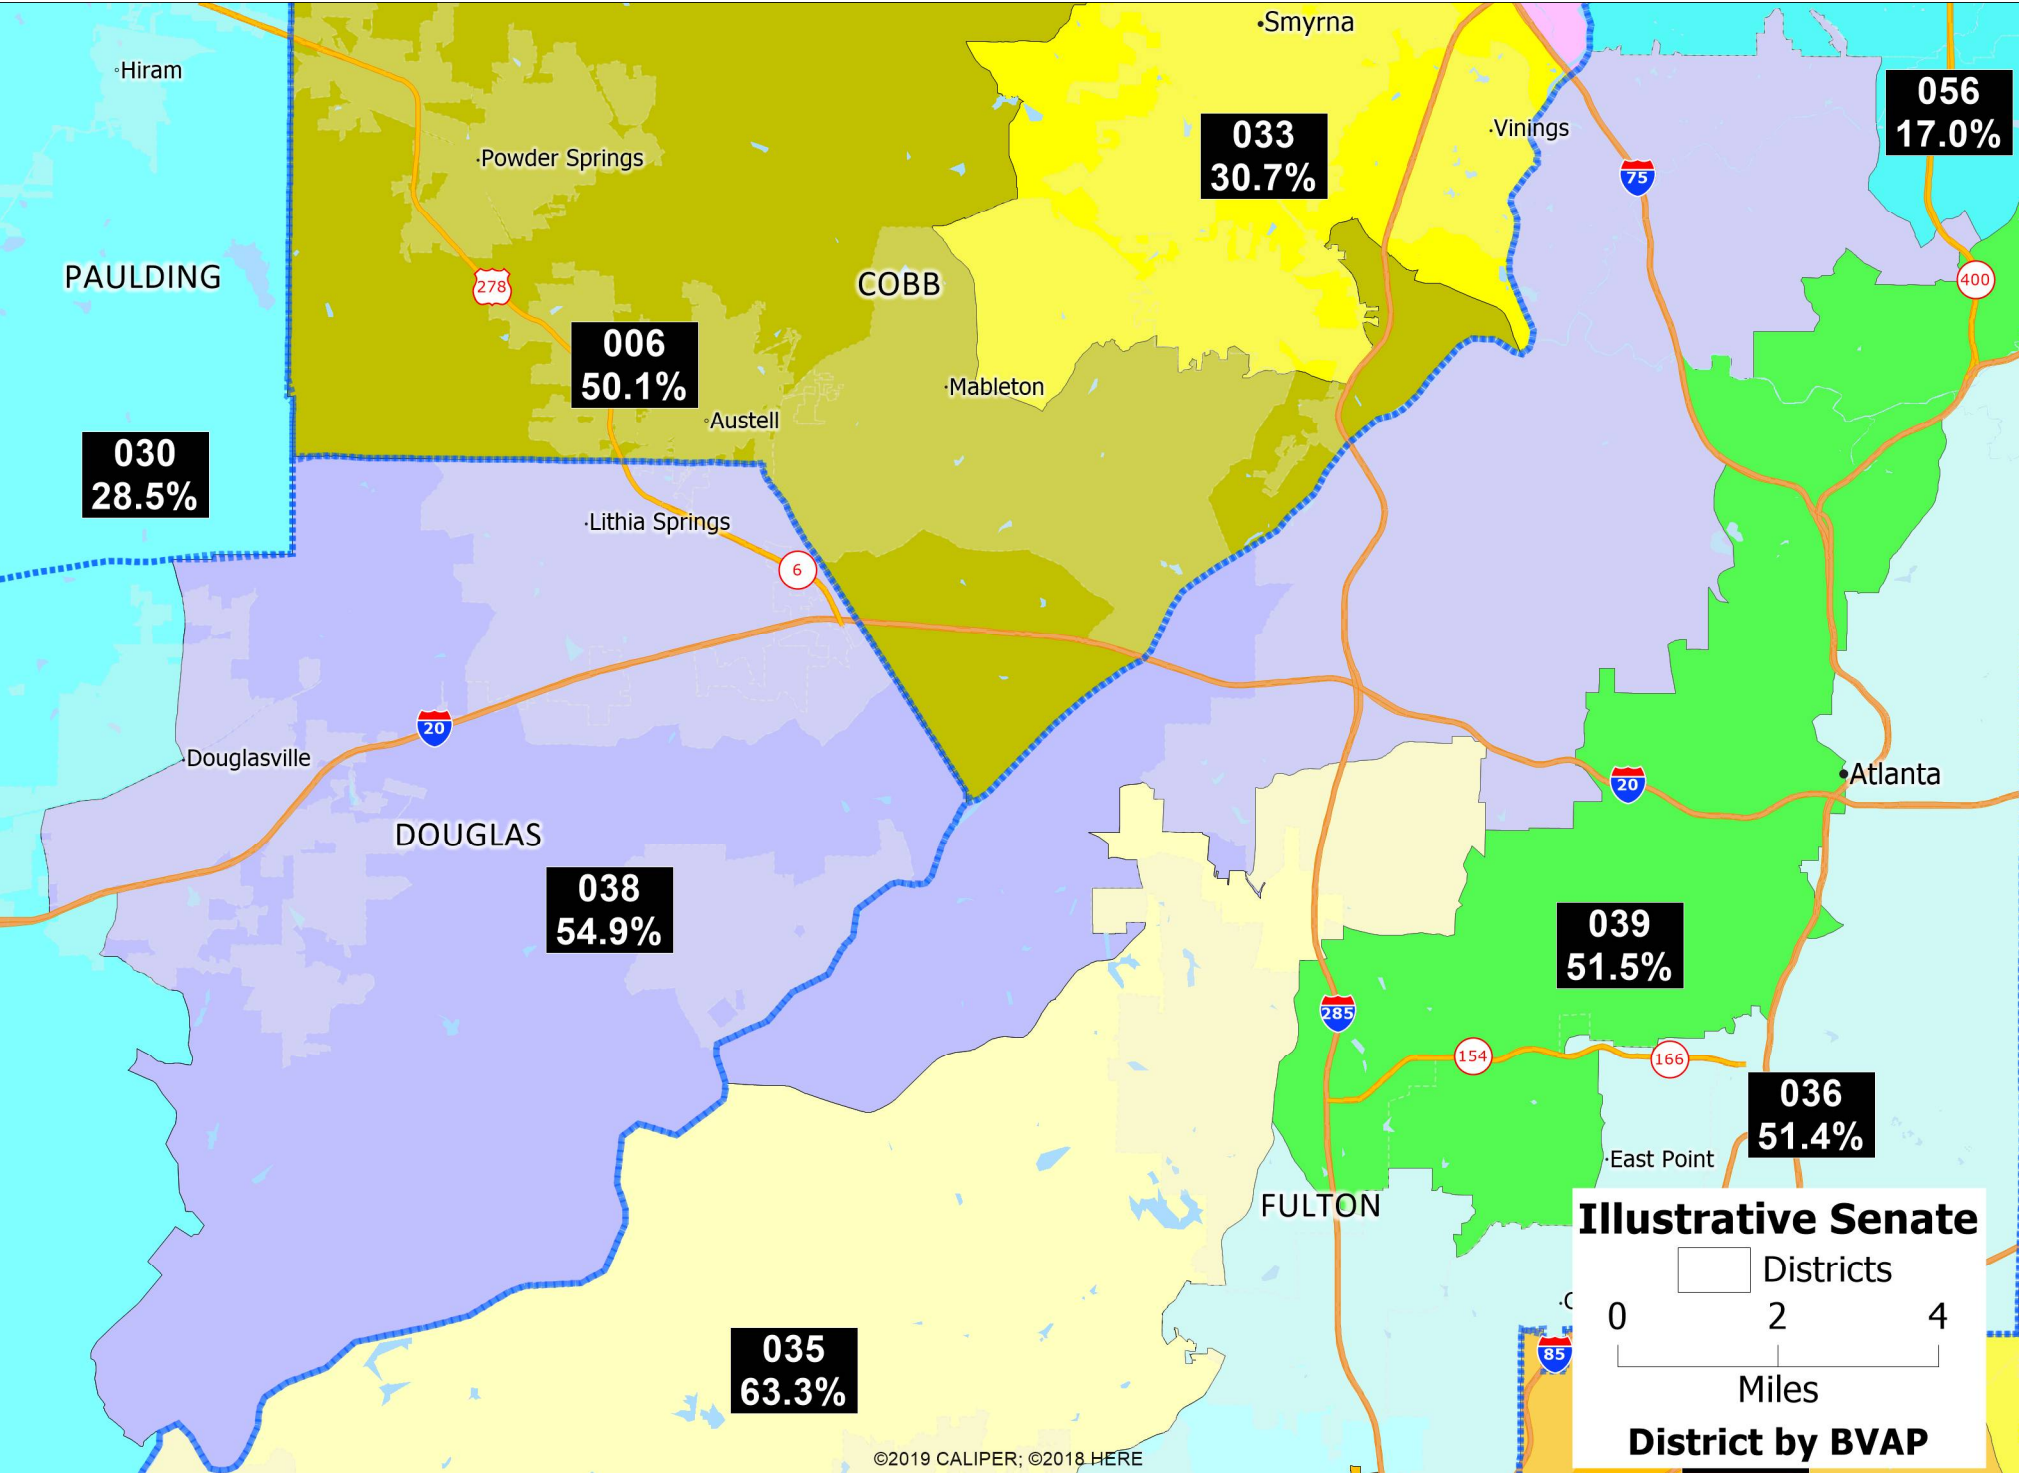 Smyrna
Hiram
056
17.0%
Vinings
033
30.7%
Powder Springs
75
PAULDING
COBB
278
400
006
50.1%
Mableton
Austell
030
28.5%
Lithia Springs
6
20
Douglasville
20
Atlanta
DOUGLAS
038
54.9%
039
51.5%
285
154
166
036
51.4%
East Point
FULTON
Illustrative Senate
Districts
0 2 4
Miles
District by BVAP
85
035
63.3%
©2019 CALIPER; ©2018 HERE